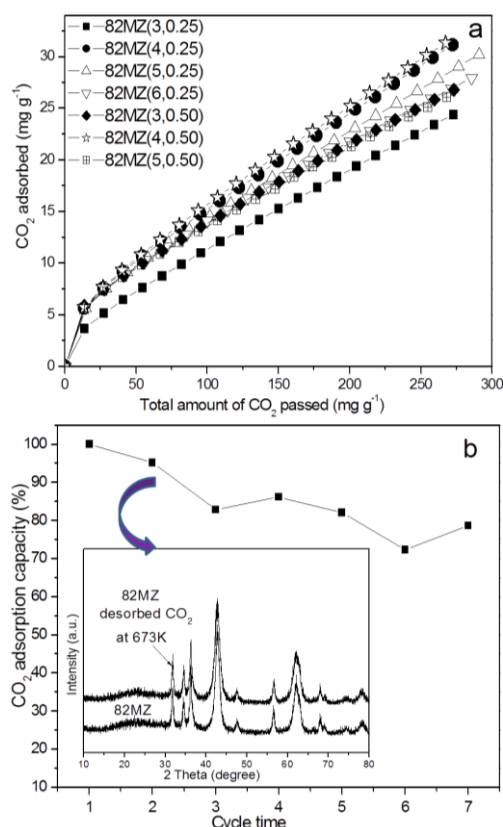 a
82MZ(3,0.25)
82MZ(4,0.25)
82MZ(5,0.25)
82MZ(6,0.25)
82MZ(3,0.50)
82MZ(4,0.50)
82MZ(5,0.50)
CO2 adsorbed (mg g-1)
30
25
20
15
10
5
0
0 50 100 150 200 250 300
Total amount of CO2 passed (mg g-1)
b
CO2 adsorption capacity (%)
100
90
80
70
60
50
40
30
20
10
82MZ
desorbed CO2
at 673K
82MZ
Intensity (a.u.)
10 20 30 40 50 60 70 80
2 Theta (degree)
1 2 3 4 5 6 7
Cycle time